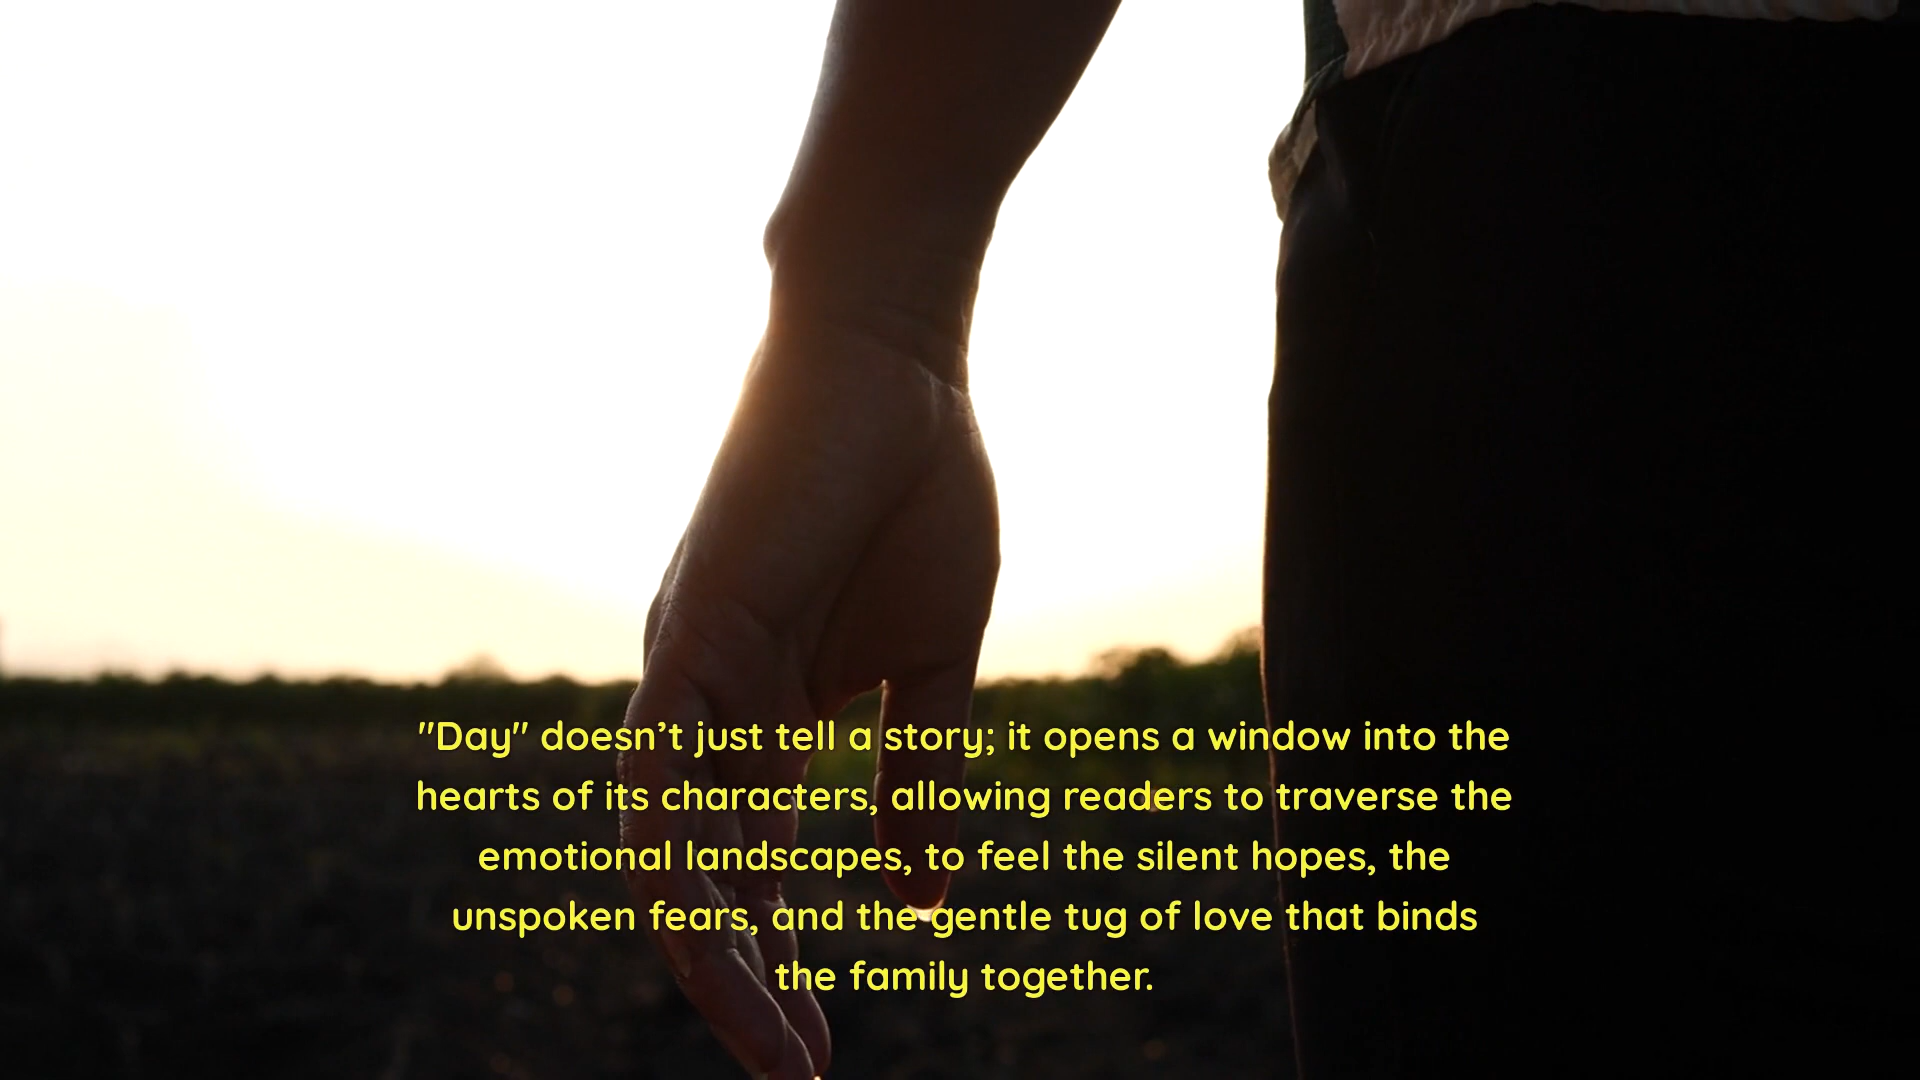 "Day" doesn’t just tell a story; it opens a window into the
hearts of its characters, allowing readers to traverse the
emotional landscapes, to feel the silent hopes, the
unspoken fears, and the gentle tug of love that binds
the family together.